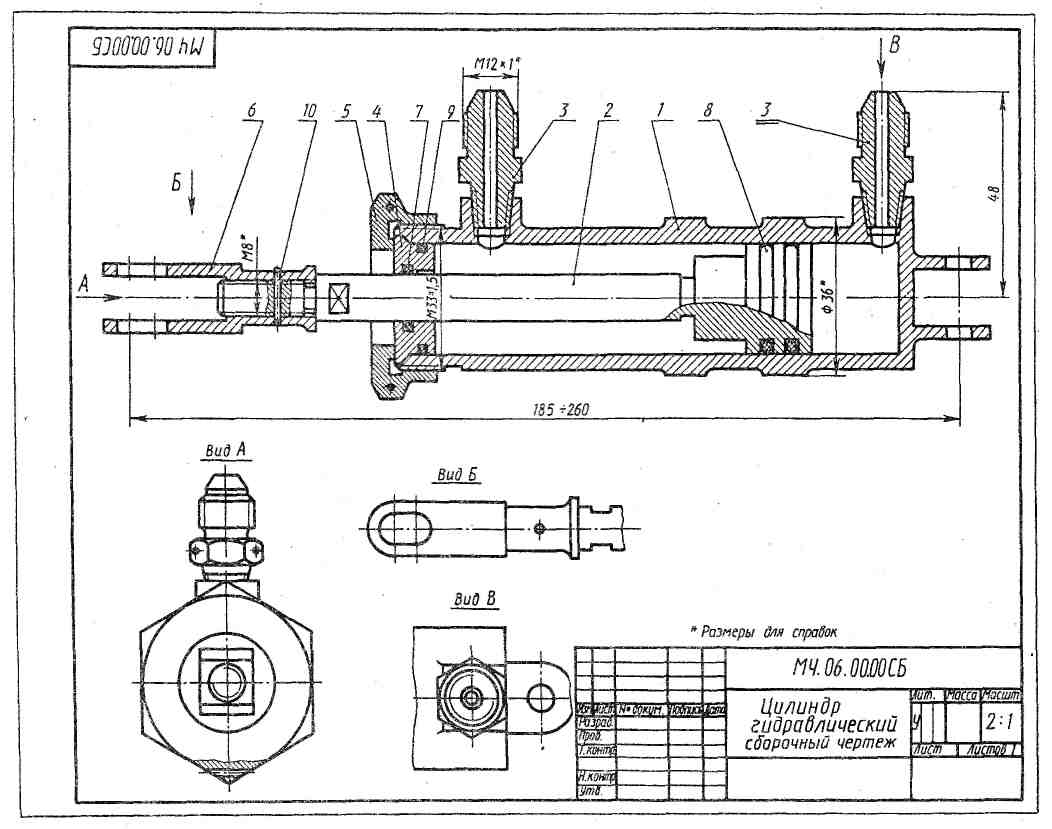 МЧ 06.00.00СБ
М12×1*
В
6
10
5
4
7
9
3
2
1
8
3
Б
М8*
А
М33×1,5
Ф36*
48
185÷260
Вид А
Вид Б
Вид В
* Размеры для справок
МЧ.06.00.00СБ
Изм Лист № докум. Подпись Дата
Разраб.
Пров.
Т.контр
Н.контр
Утв.
Цилиндр
гидравлический
сборочный чертеж
Лит. Масса Масшт
У 2:1
Лист Листов 1